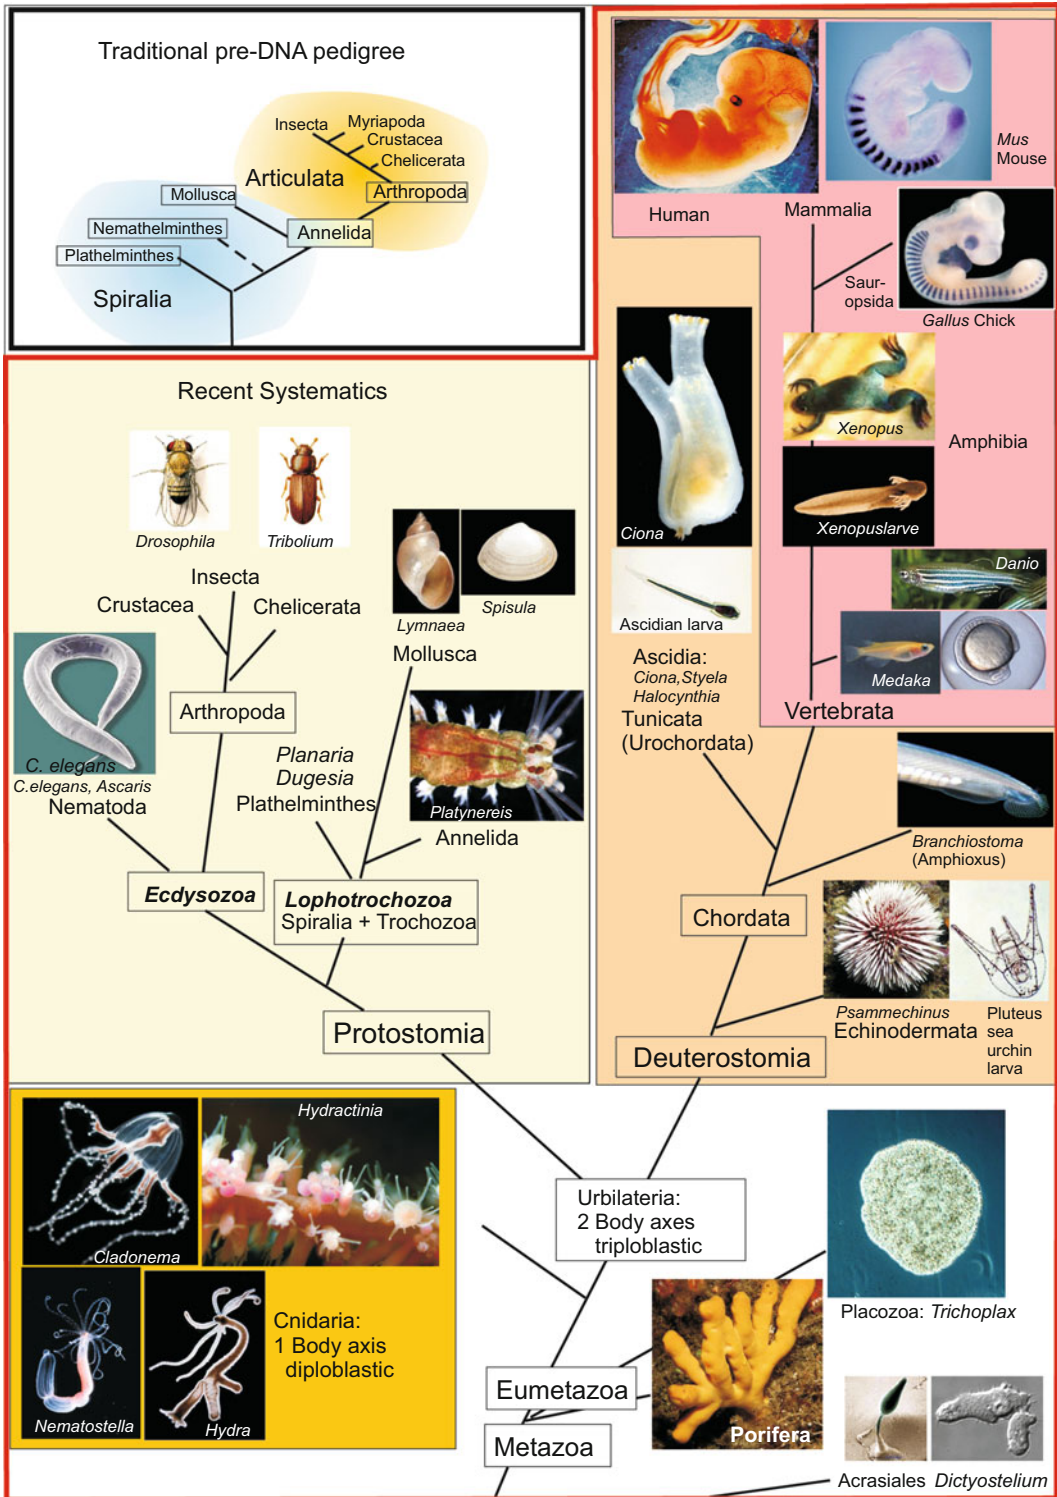 Traditional pre-DNA pedigree
Insecta
Myriapoda
Crustacea
Chelicerata
Articulata
Arthropoda
Mollusca
Nemathelminthes
Annelida
Plathelminthes
Spiralia
Recent Systematics
Drosophila
Tribolium
Insecta
Crustacea
Chelicerata
Lymnaea
Spisula
Mollusca
Arthropoda
C. elegans
C.elegans, Ascaris
Nematoda
Planaria
Dugesia
Plathelminthes
Platynereis
Annelida
Ecdysozoa
Lophotrochozoa
Spiralia + Trochozoa
Protostomia
Human
Mus
Mouse
Mammalia
Saur-
opsida
Gallus Chick
Xenopus
Amphibia
Xenopuslarve
Ciona
Ascidian larva
Danio
Medaka
Ascidia:
Ciona,Styela
Halocynthia
Tunicata
(Urochordata)
Vertebrata
Branchiostoma
(Amphioxus)
Chordata
Psammechinus
Echinodermata
Pluteus
sea
urchin
larva
Deuterostomia
Cladonema
Hydractinia
Nematostella
Hydra
Cnidaria:
1 Body axis
diploblastic
Urbilateria:
2 Body axes
triploblastic
Placozoa: Trichoplax
Eumetazoa
Metazoa
Porifera
Acrasiales Dictyostelium